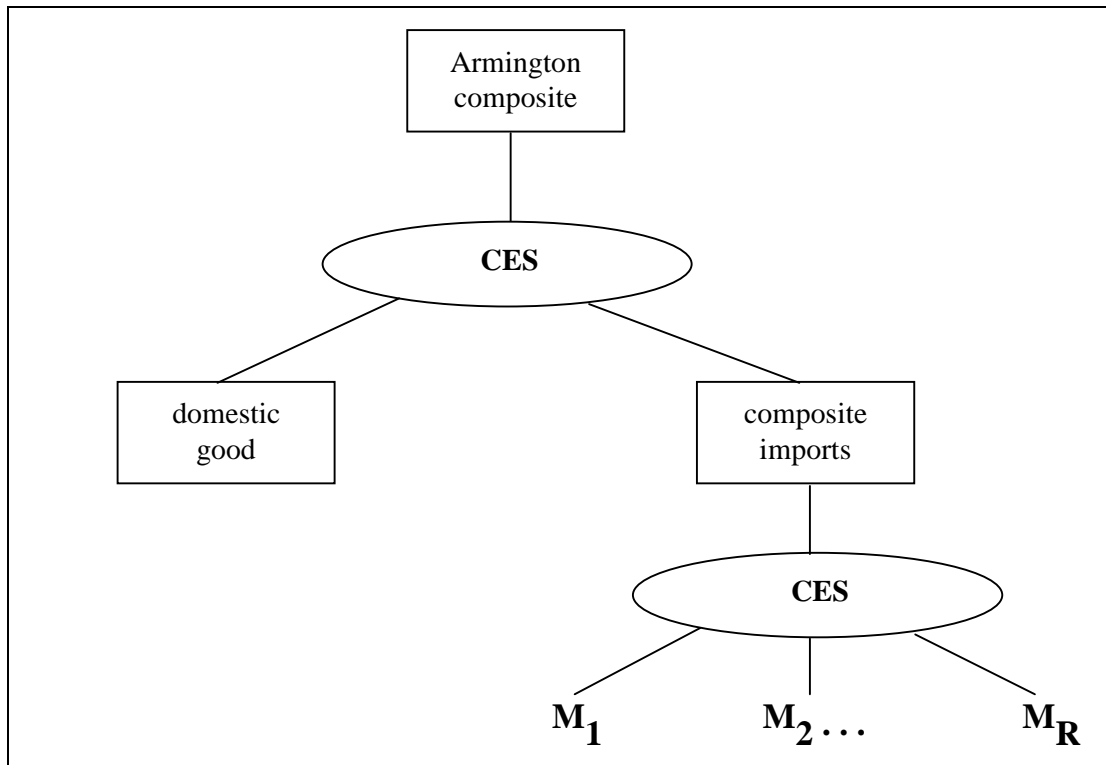 Armington
composite
CES
domestic
good
composite
imports
CES
M1 M2 . . . MR